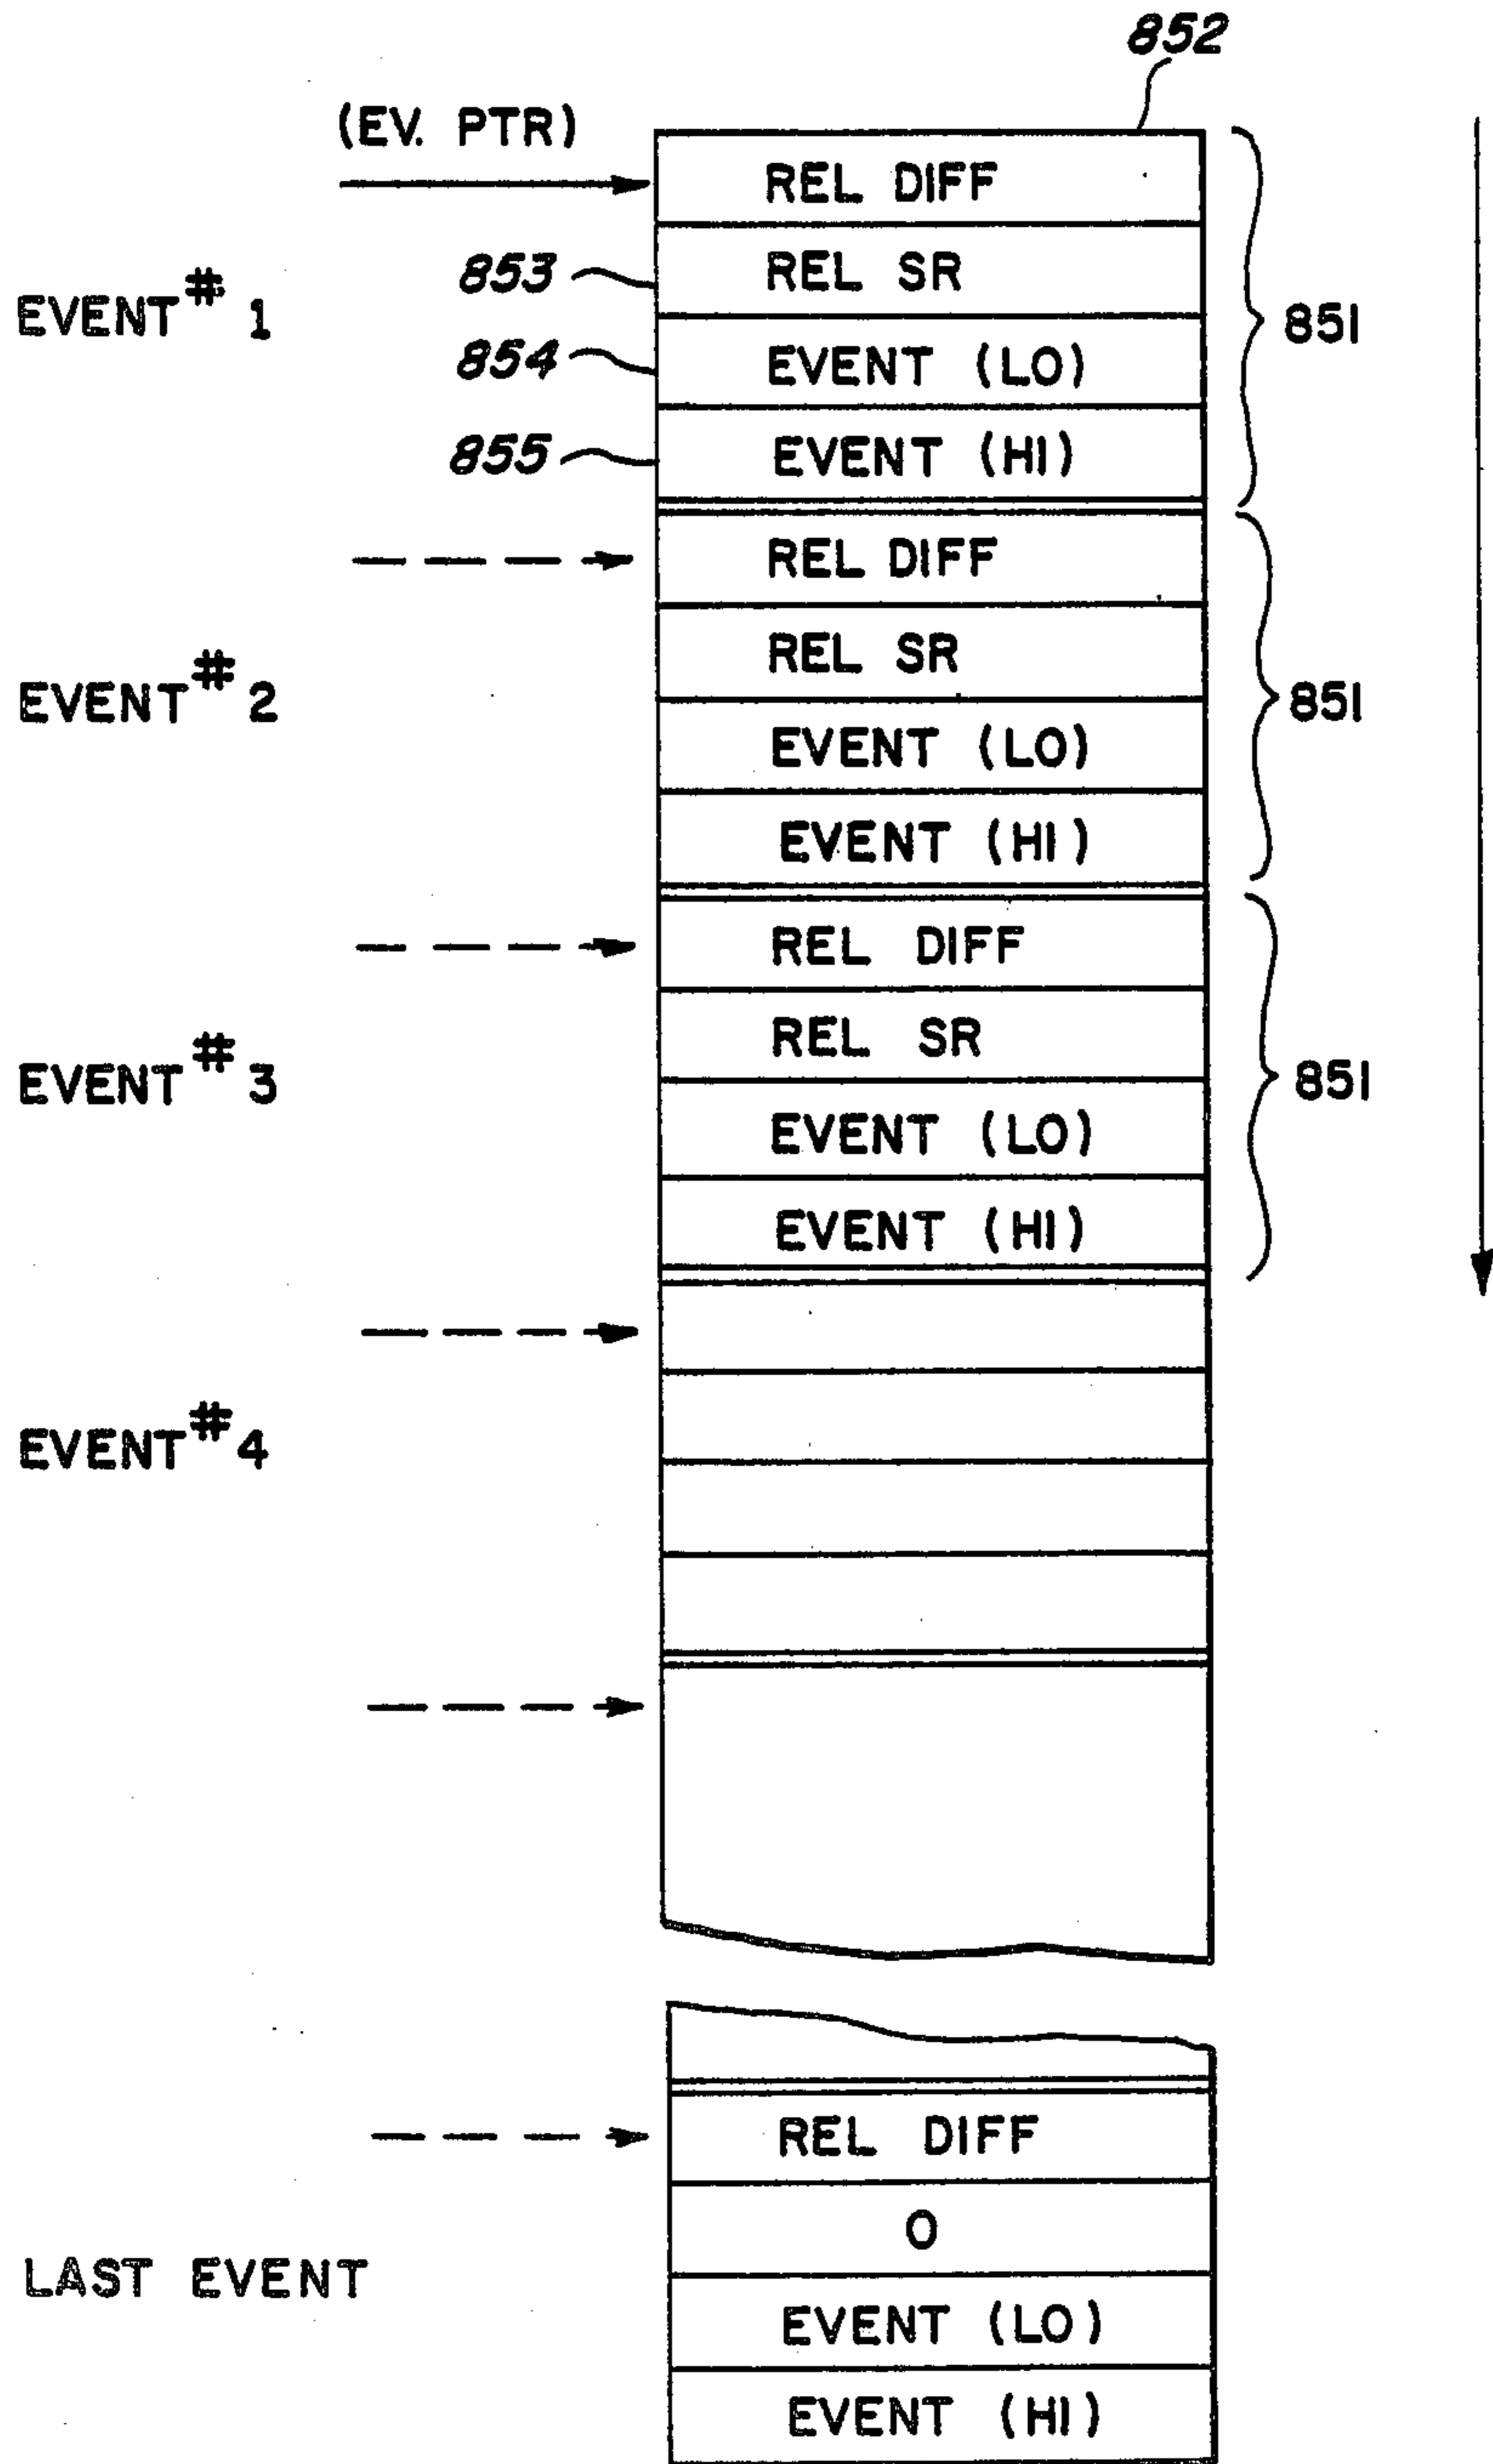 852
(EV. PTR)
REL DIFF
853
REL SR
EVENT # 1
851
854
EVENT (LO)
855
EVENT (HI)
REL DIFF
REL SR
EVENT # 2
851
EVENT (LO)
EVENT (HI)
REL DIFF
REL SR
EVENT # 3
851
EVENT (LO)
EVENT (HI)
EVENT # 4
REL DIFF
0
LAST EVENT
EVENT (LO)
EVENT (HI)